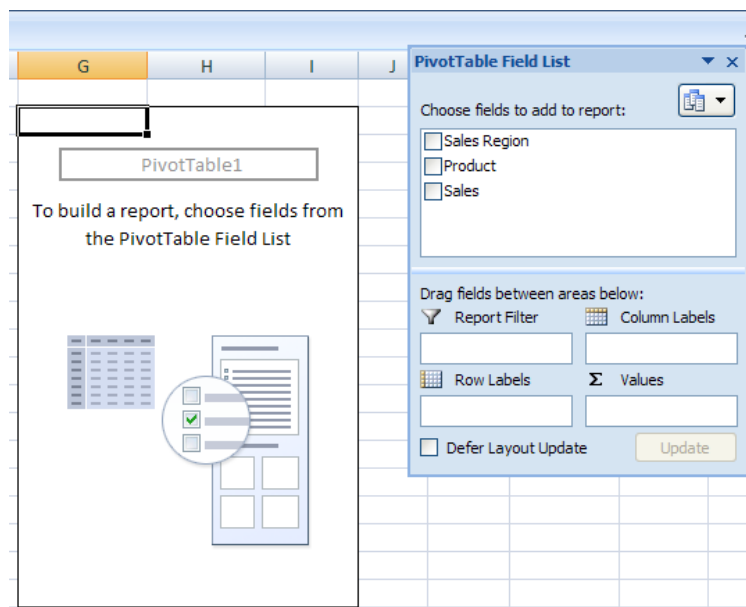 G H I J
PivotTable1
To build a report, choose fields from
the PivotTable Field List
PivotTable Field List
Choose fields to add to report:
Sales Region
Product
Sales
Drag fields between areas below:
Report Filter
Column Labels
Row Labels
Σ Values
Defer Layout Update
Update